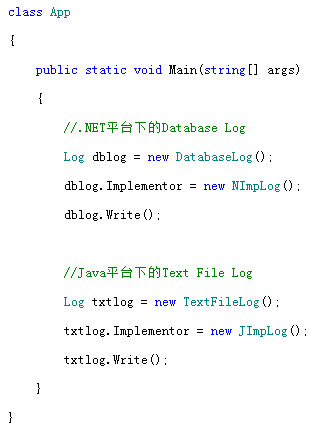 class App
{
public static void Main(string[] args)
{
//.NET平台下的Database Log
Log dblog = new DatabaseLog();
dblog.Implementor = new NImpLog();
dblog.Write();
//Java平台下的Text File Log
Log txtlog = new TextFileLog();
txtlog.Implementor = new JImpLog();
txtlog.Write();
}
}